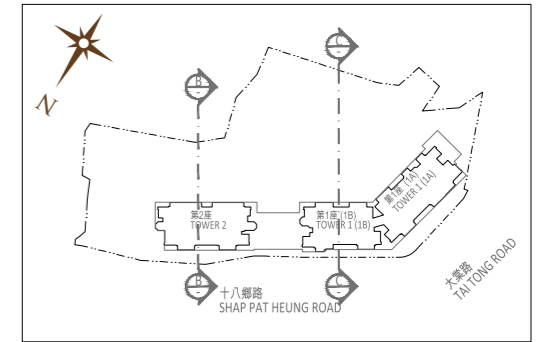 N
B
-
C
-
第2座
TOWER 2
第1座 (1B)
TOWER 1 (1B)
第1座 (1A)
TOWER 1 (1A)
B
-
C
-
十八鄉路
SHAP PAT HEUNG ROAD
大棠路
TAI TONG ROAD